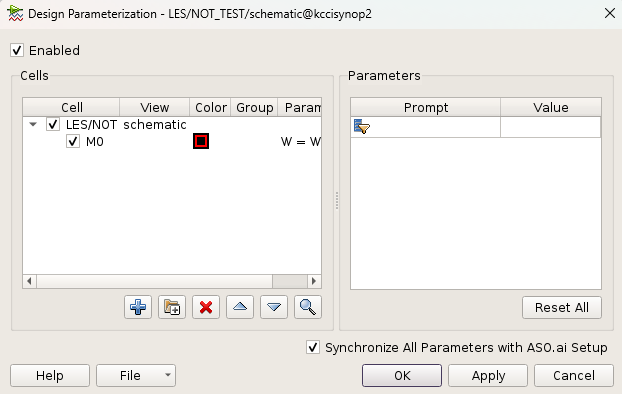 Design Parameterization - LES/NOT_TEST/schematic@kccisynop2
Enabled
Cells
Cell View Color Group Param
LES/NOT schematic
M0 W = W
Parameters
Prompt Value
Reset All
Synchronize All Parameters with ASO.ai Setup
Help File OK Apply Cancel